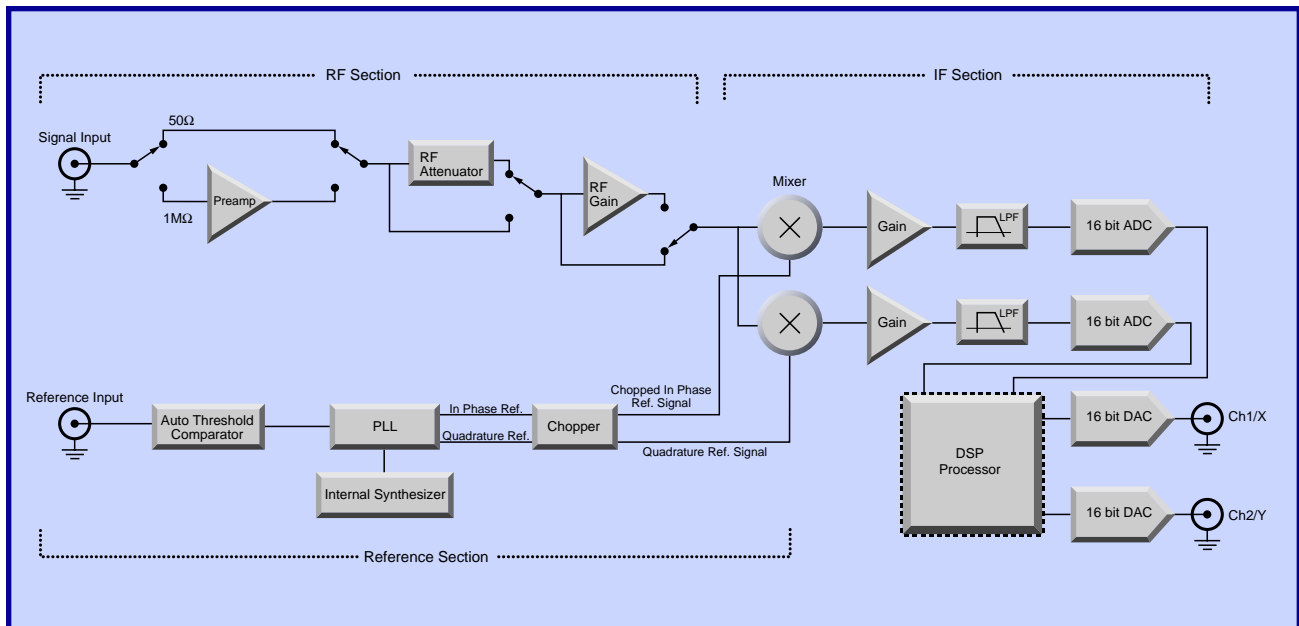 RF Section
IF Section
50Ω
Signal Input
RF
Attenuator
RF
Gain
Preamp
1MΩ
Mixer
Gain
LPF
16 bit ADC
Gain
LPF
16 bit ADC
Reference Input
Auto Threshold
Comparator
PLL
In Phase Ref.
Quadrature Ref.
Chopper
Chopped In Phase
Ref. Signal
Quadrature Ref. Signal
Internal Synthesizer
DSP
Processor
16 bit DAC
Ch1/X
16 bit DAC
Ch2/Y
Reference Section